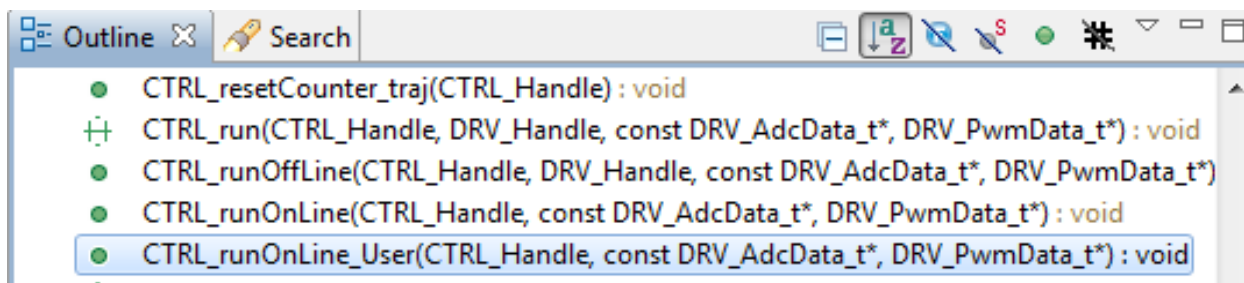 Outline Search
CTRL_resetCounter_traj(CTRL_Handle) : void
CTRL_run(CTRL_Handle, DRV_Handle, const DRV_AdcData_t*, DRV_PwmData_t*) : void
CTRL_runOffLine(CTRL_Handle, DRV_Handle, const DRV_AdcData_t*, DRV_PwmData_t*)
CTRL_runOnLine(CTRL_Handle, const DRV_AdcData_t*, DRV_PwmData_t*) : void
CTRL_runOnLine_User(CTRL_Handle, const DRV_AdcData_t*, DRV_PwmData_t*) : void